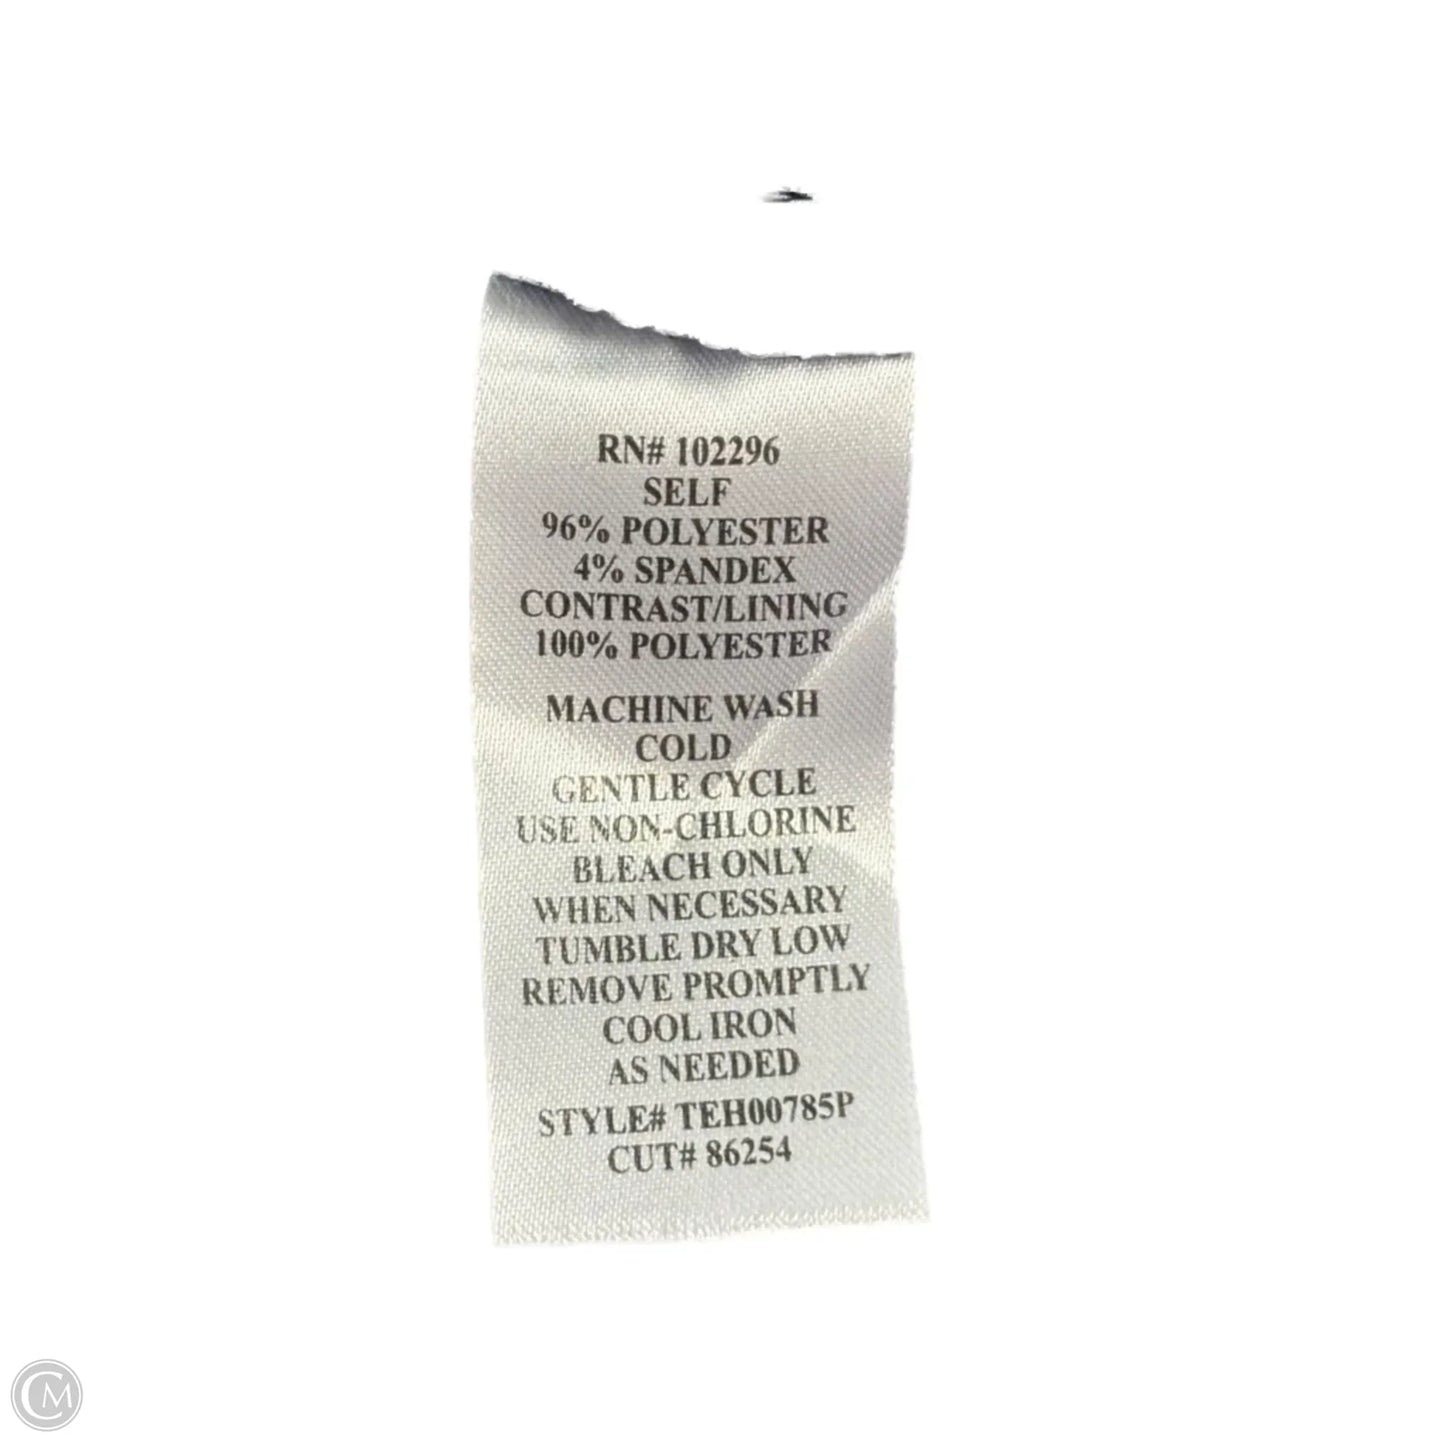 RN# 102296
SELF
96% POLYESTER
4% SPANDEX
CONTRAST/LINING
100% POLYESTER
MACHINE WASH
COLD
GENTLE CYCLE
USE NON-CHLORINE
BLEACH ONLY
WHEN NECESSARY
TUMBLE DRY LOW
REMOVE PROMPTLY
COOL IRON
AS NEEDED
STYLE# TEH00785P
CUT# 86254
CM